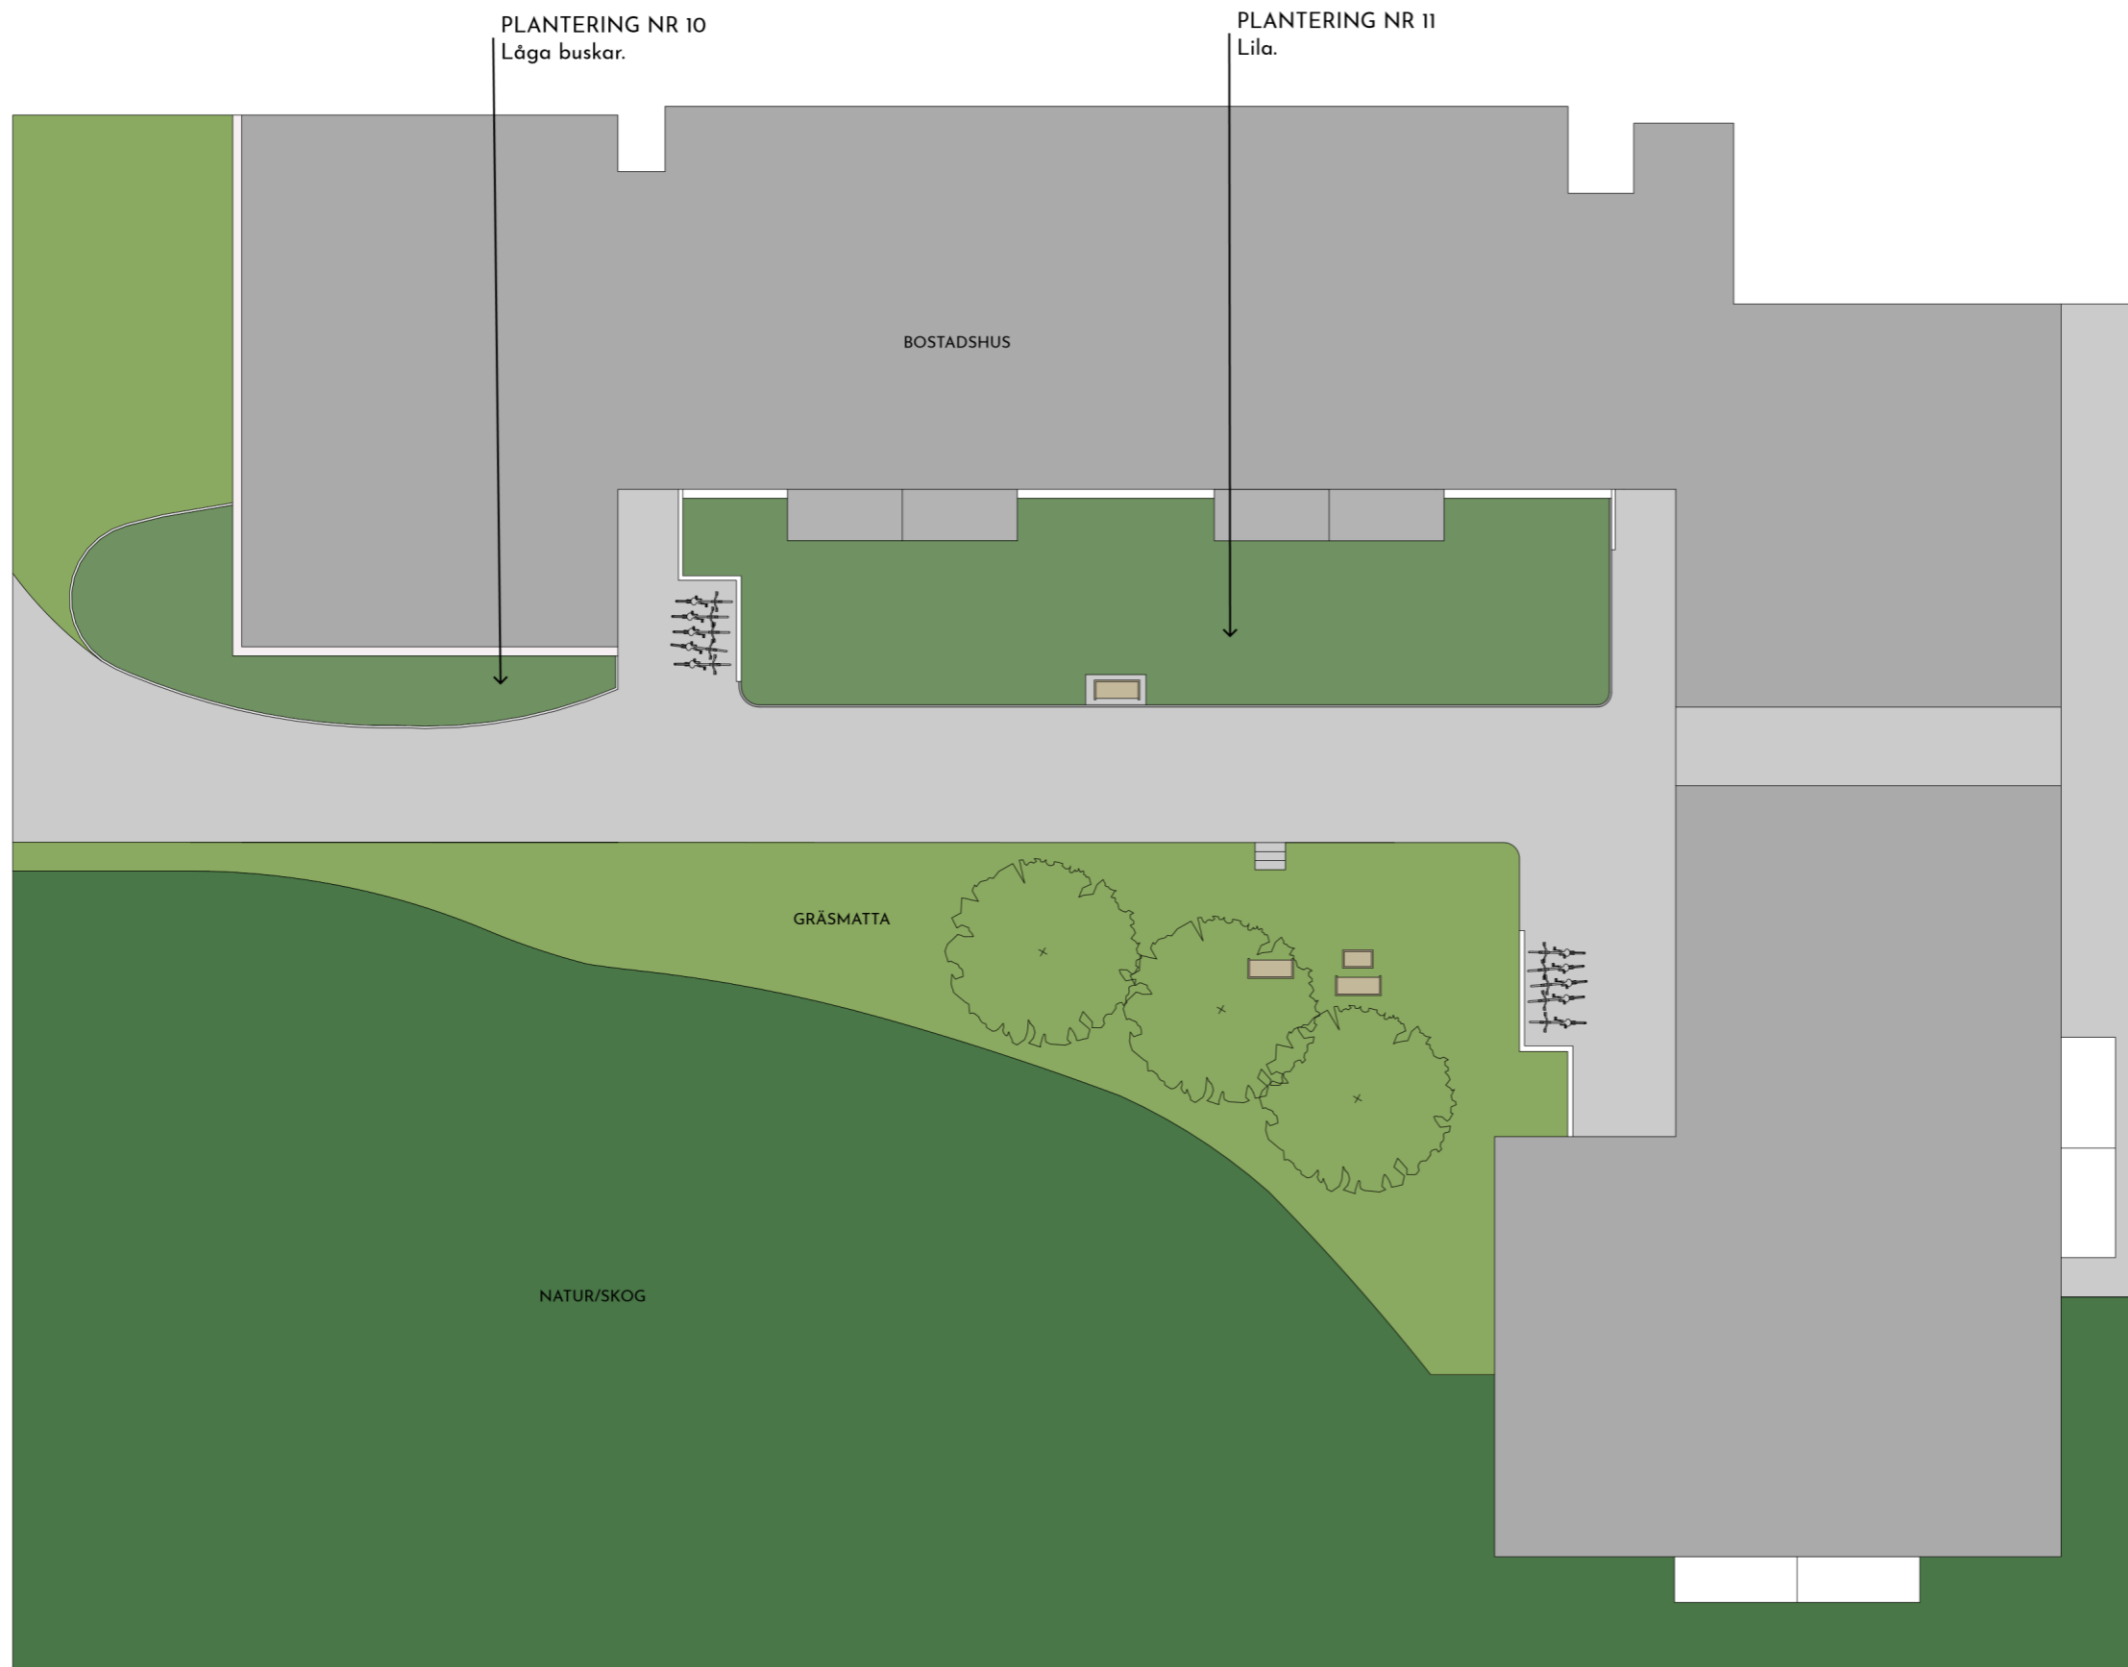 PLANTERING NR 10
Låga buskar.
PLANTERING NR 11
Lila.
BOSTADSHUS
GRÄSMATTA
NATUR/SKOG